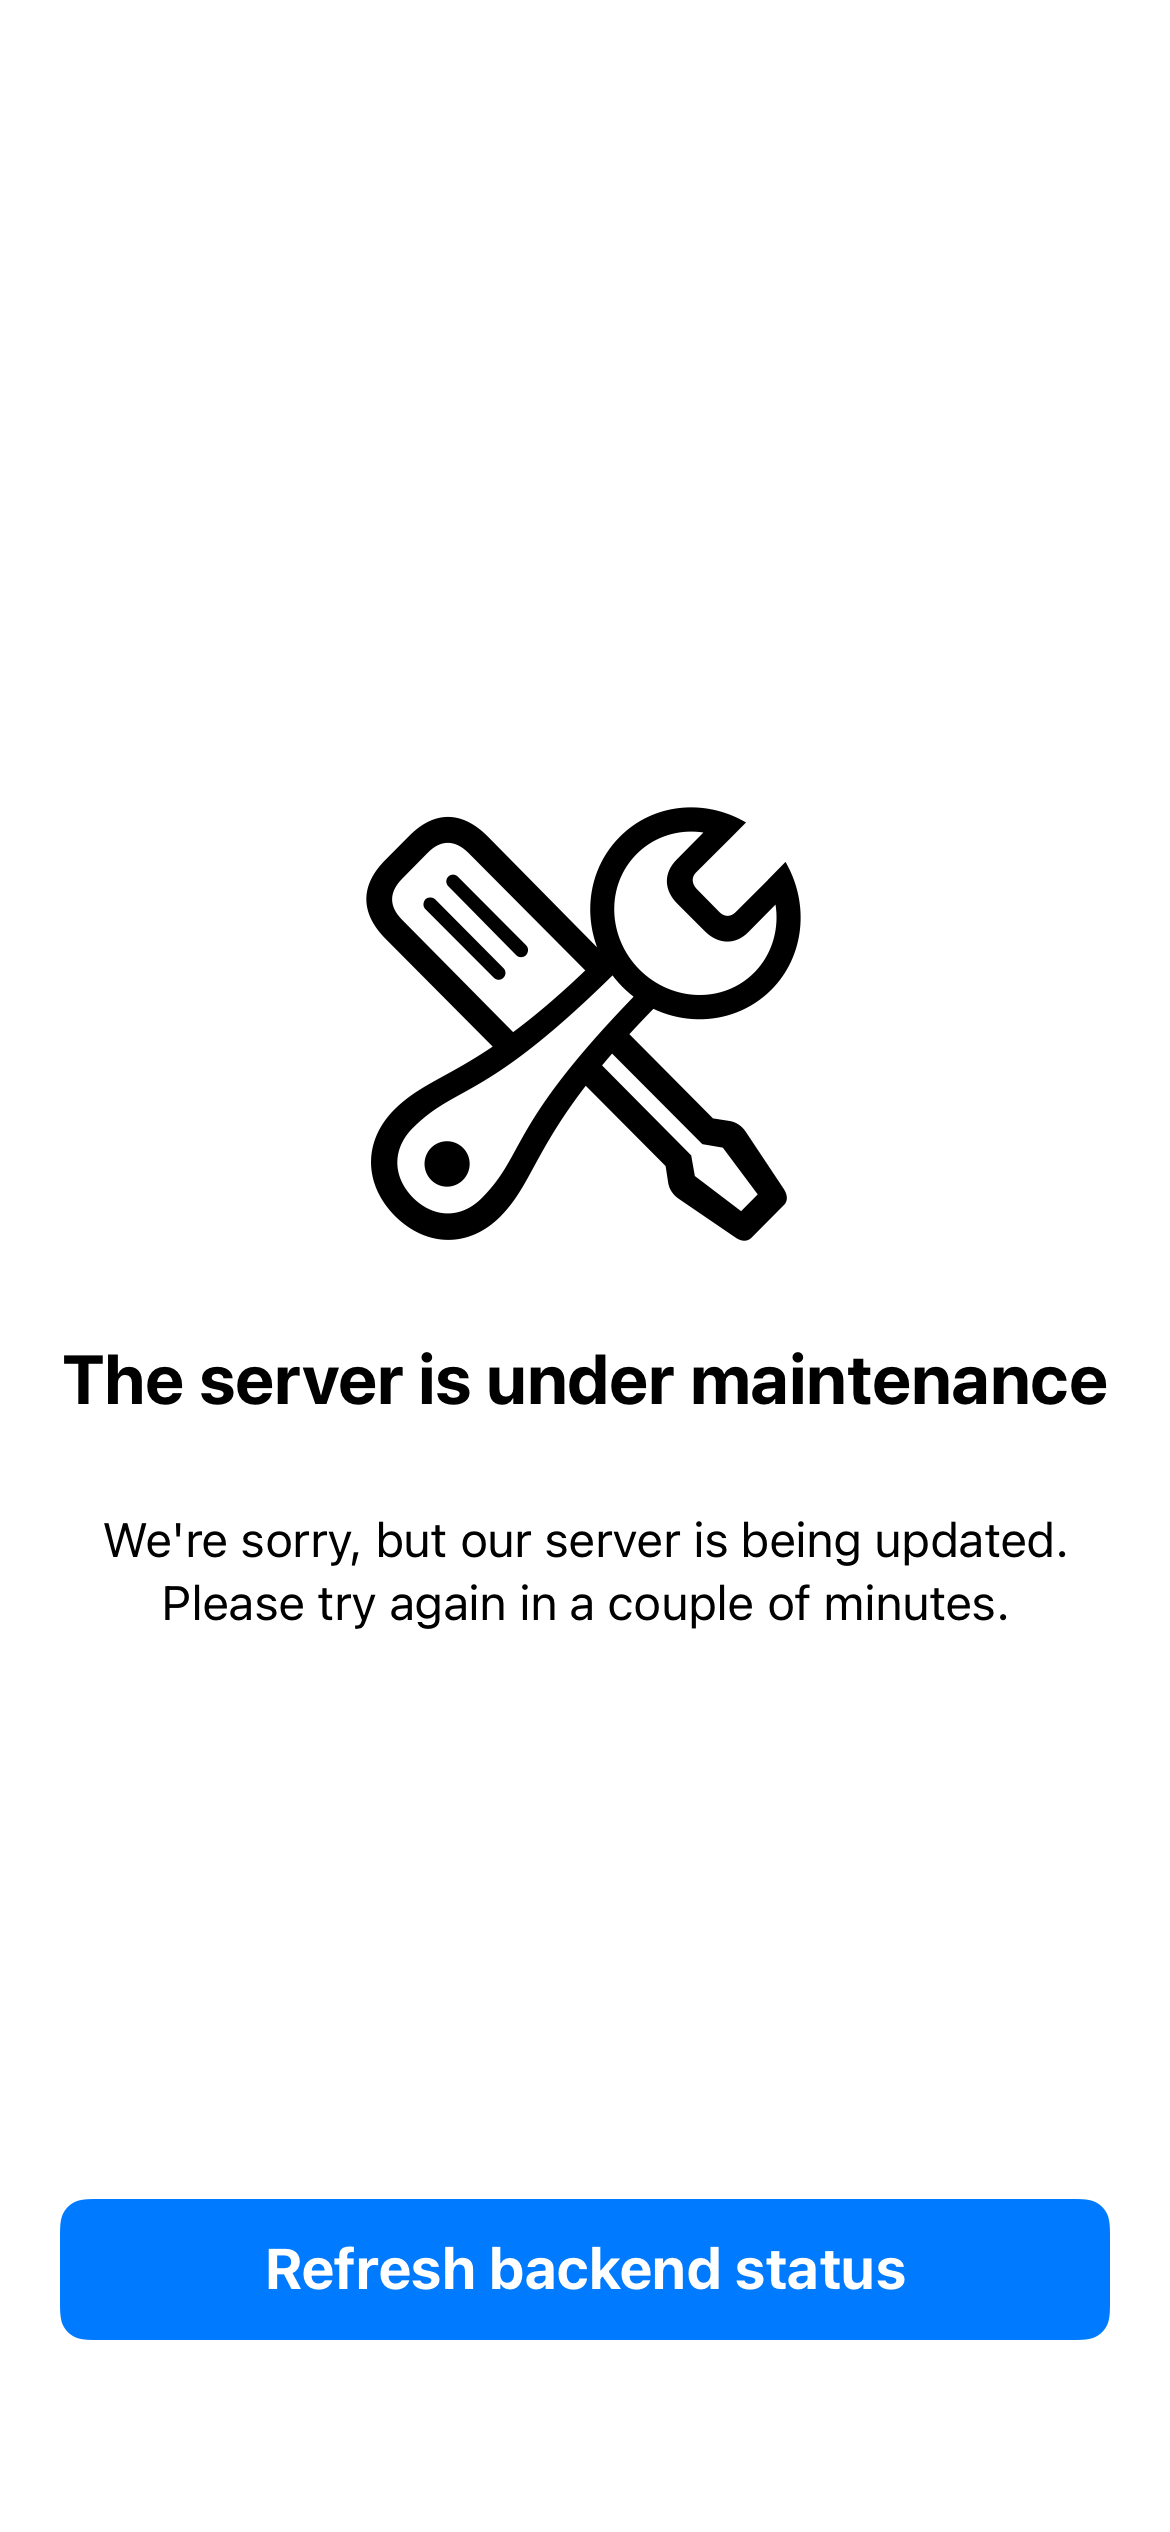 The server is under maintenance
We're sorry, but our server is being updated.
Please try again in a couple of minutes.
Refresh backend status